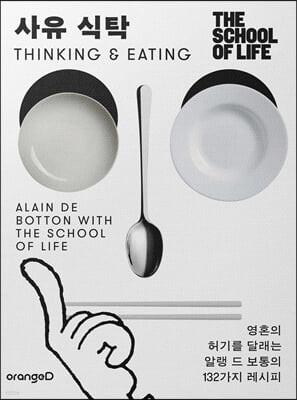 사유 식탁
THINKING & EATING
THE SCHOOL
OF LIFE
ALAIN DE
BOTTON WITH
THE SCHOOL
OF LIFE
영혼의
허기를 달래는
알랭 드 보통의
132가지 레시피
orangeD